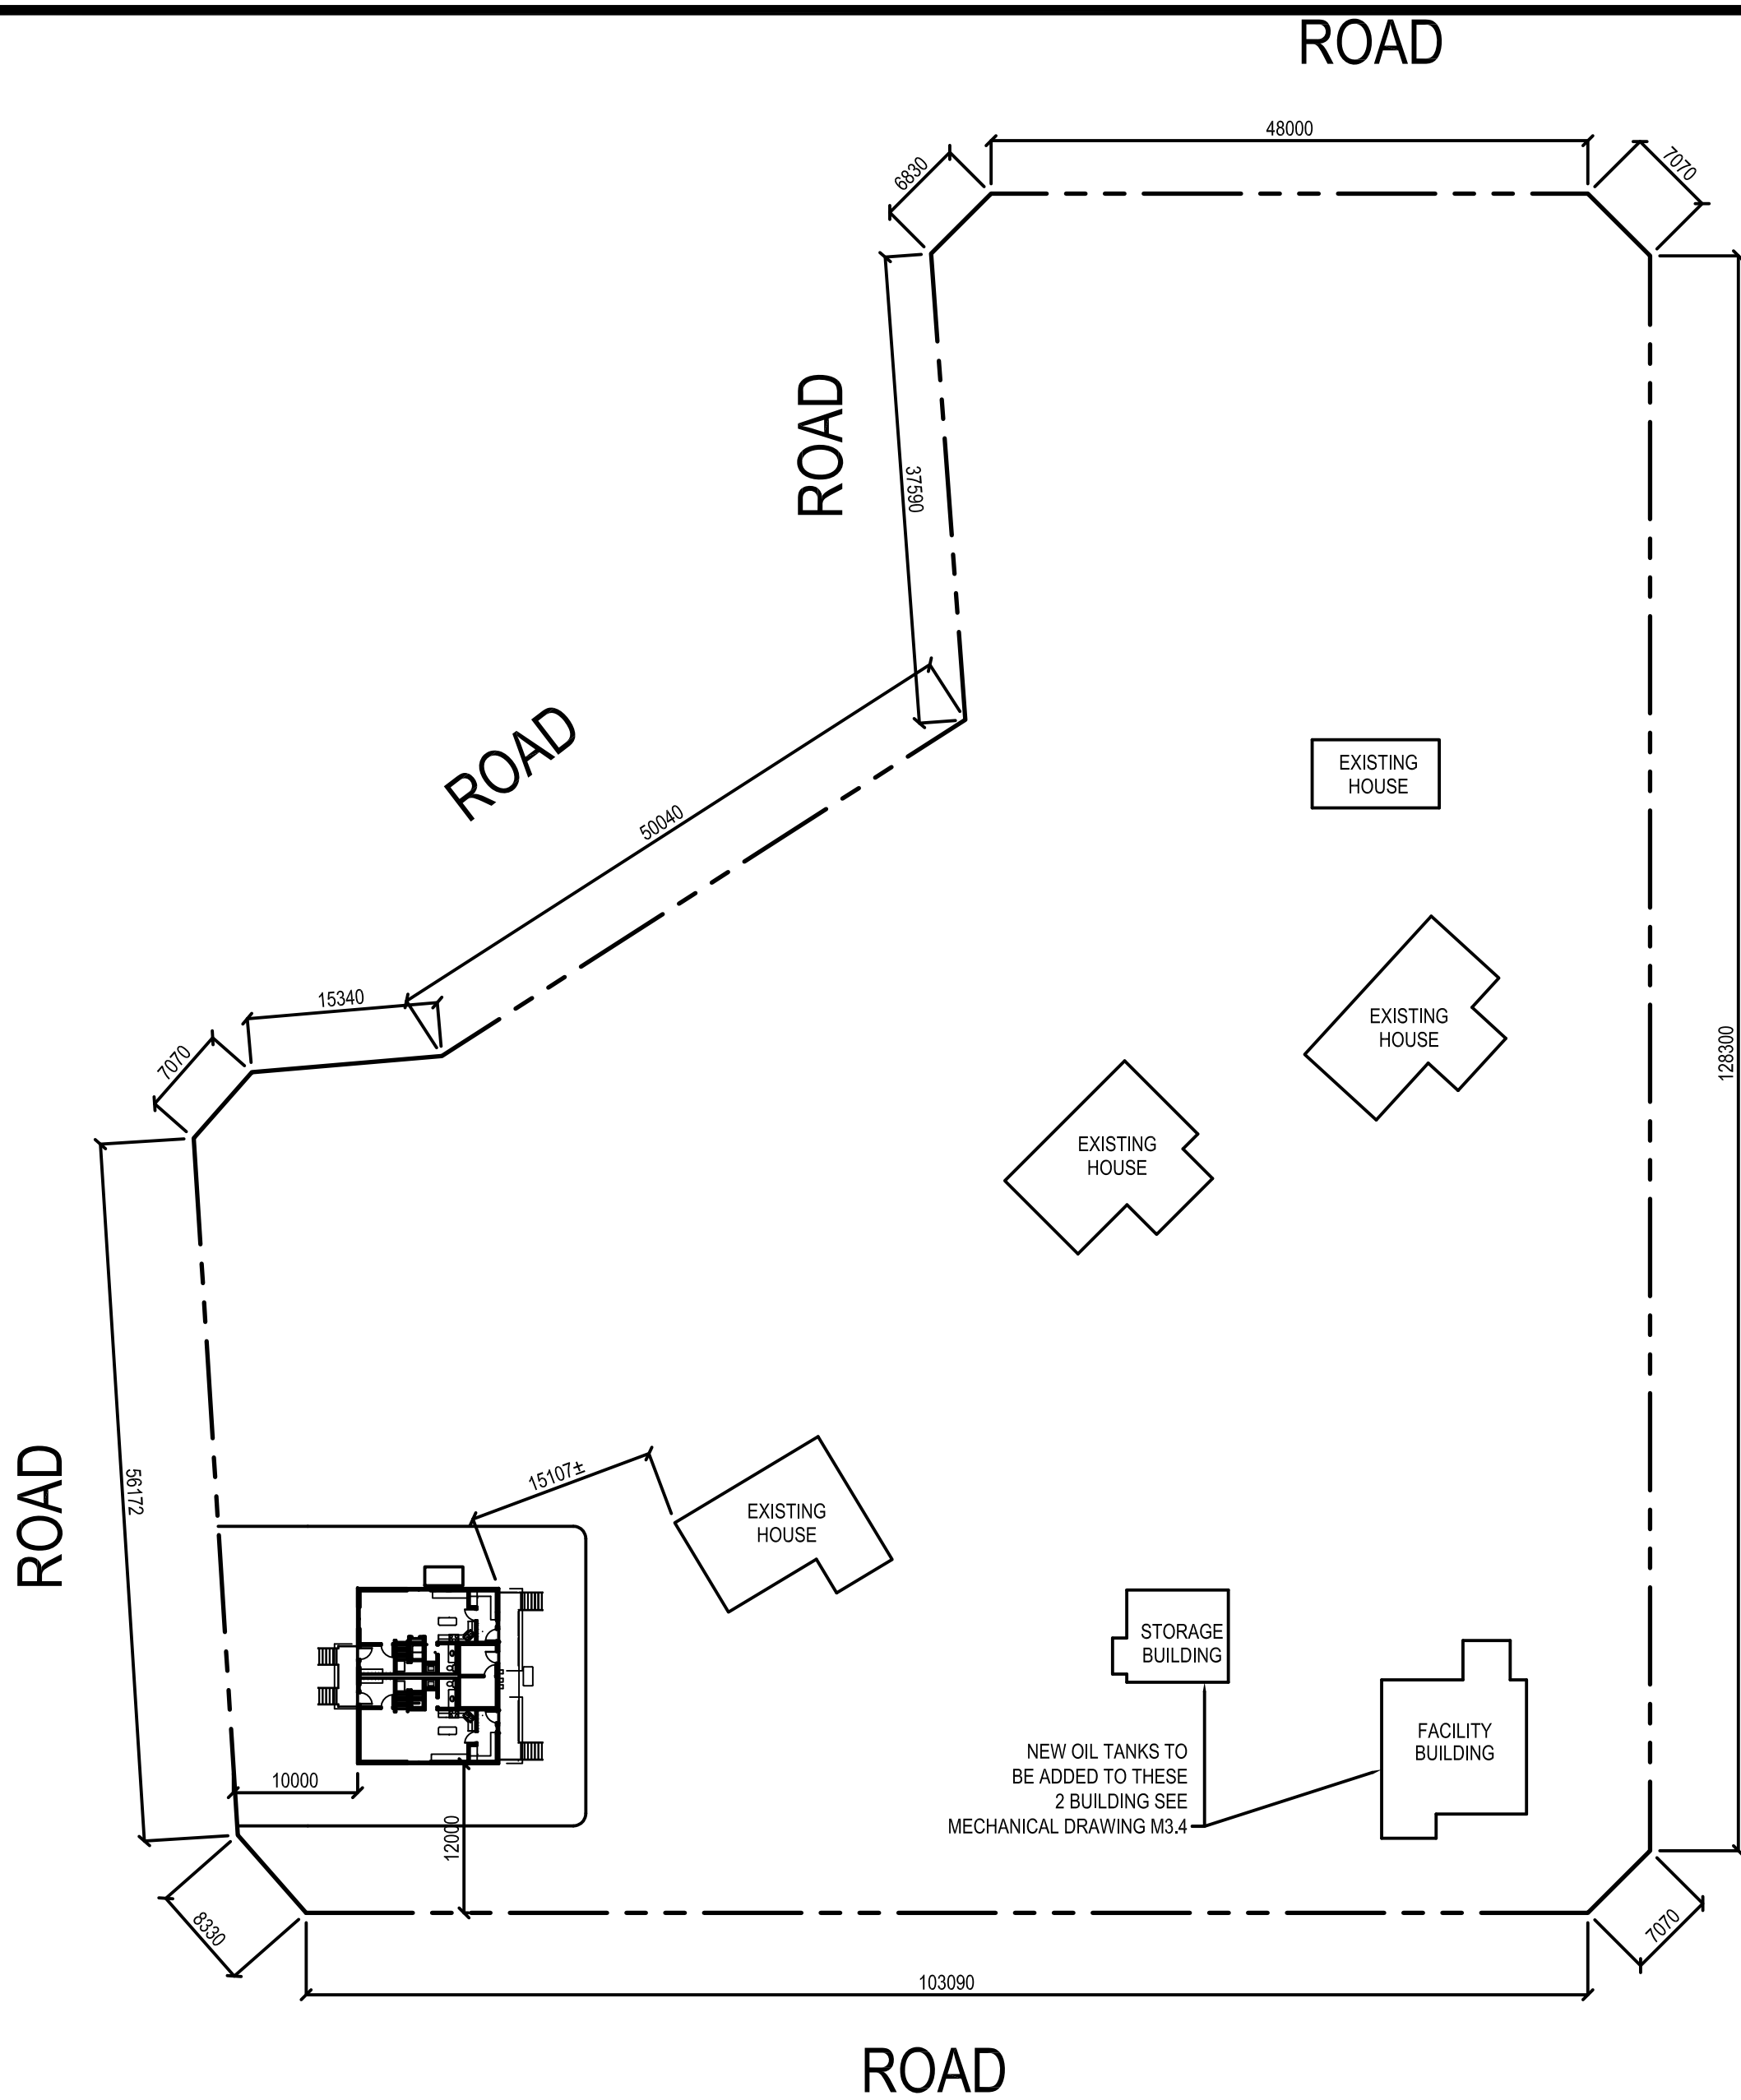 ROAD
48000
6830
7070
ROAD
37590
ROAD
50040
EXISTING
HOUSE
15340
7070
EXISTING
HOUSE
128300
EXISTING
HOUSE
ROAD
56172
15107±
EXISTING
HOUSE
STORAGE
BUILDING
FACILITY
BUILDING
NEW OIL TANKS TO
BE ADDED TO THESE
2 BUILDING SEE
MECHANICAL DRAWING M3.4
10000
12000
8330
7070
103090
ROAD